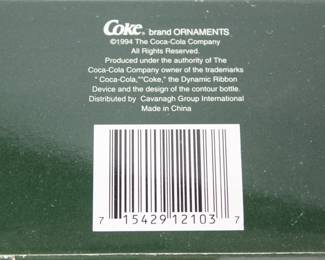 Coke® brand ORNAMENTS
©1994 The Coca-Cola Company
All Rights Reserved.
Produced under the authority of The
Coca-Cola Company owner of the trademarks
" Coca-Cola,""Coke," the Dynamic Ribbon
Device and the design of the contour bottle.
Distributed by Cavanagh Group International
Made in China
7 15429 12103 7